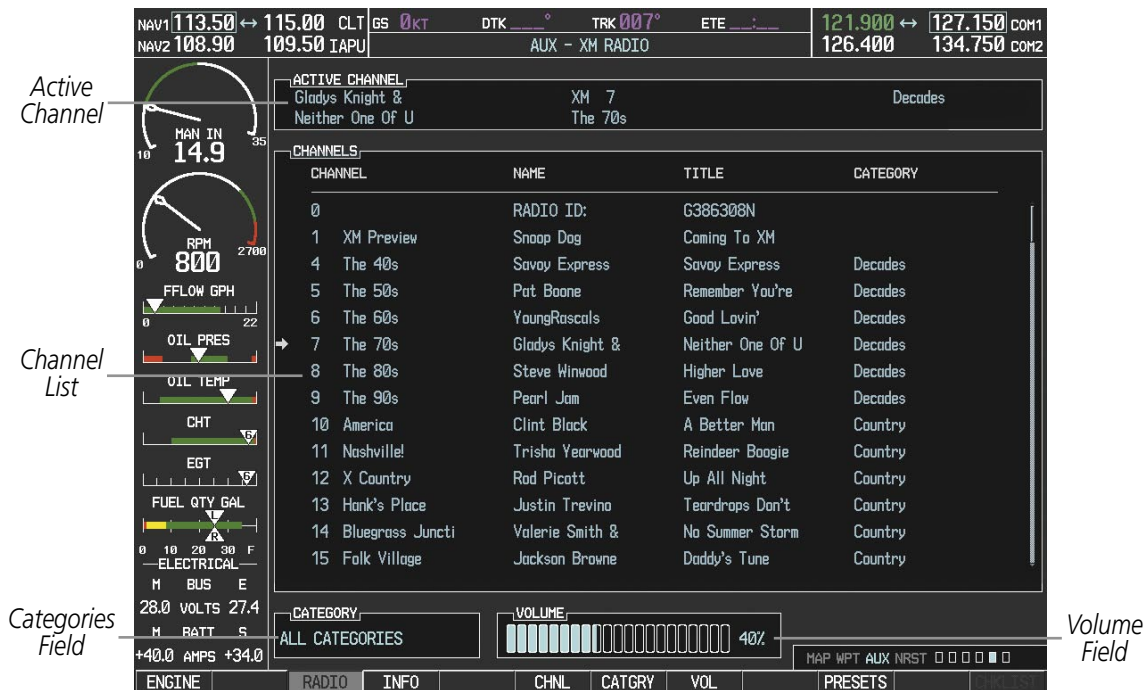 NAV1 113.50 ↔ 115.00 CLT
NAV2 108.90 109.50 IAPU
GS 0KT DTK ___° TRK 007° ETE __:__
AUX - XM RADIO
121.900 ↔ 127.150 COM1
126.400 134.750 COM2
Active Channel
ACTIVE CHANNEL
Gladys Knight & XM 7 Decades
Neither One Of U The 70s
MAN IN
14.9
10 35
RPM
800
0 2700
FFLOW GPH
0 22
OIL PRES
OIL TEMP
CHT
6
EGT
6
FUEL QTY GAL
L
R
0 10 20 30 F
ELECTRICAL
M BUS E
28.0 VOLTS 27.4
M BATT S
+40.0 AMPS +34.0
Channel List
CHANNELS
CHANNEL NAME TITLE CATEGORY
0 RADIO ID: G386308N
1 XM Preview Snoop Dog Coming To XM
4 The 40s Savoy Express Savoy Express Decades
5 The 50s Pat Boone Remember You're Decades
6 The 60s YoungRascals Good Lovin' Decades
7 The 70s Gladys Knight & Neither One Of U Decades
8 The 80s Steve Winwood Higher Love Decades
9 The 90s Pearl Jam Even Flow Decades
10 America Clint Black A Better Man Country
11 Nashville! Trisha Yearwood Reindeer Boogie Country
12 X Country Rod Picott Up All Night Country
13 Hank's Place Justin Trevino Teardrops Don't Country
14 Bluegrass Juncti Valerie Smith & No Summer Storm Country
15 Folk Village Jackson Browne Daddy's Tune Country
Categories Field
CATEGORY
ALL CATEGORIES
VOLUME
40%
Volume Field
MAP WPT AUX NRST
ENGINE RADIO INFO CHNL CATGRY VOL PRESETS CHKLIST